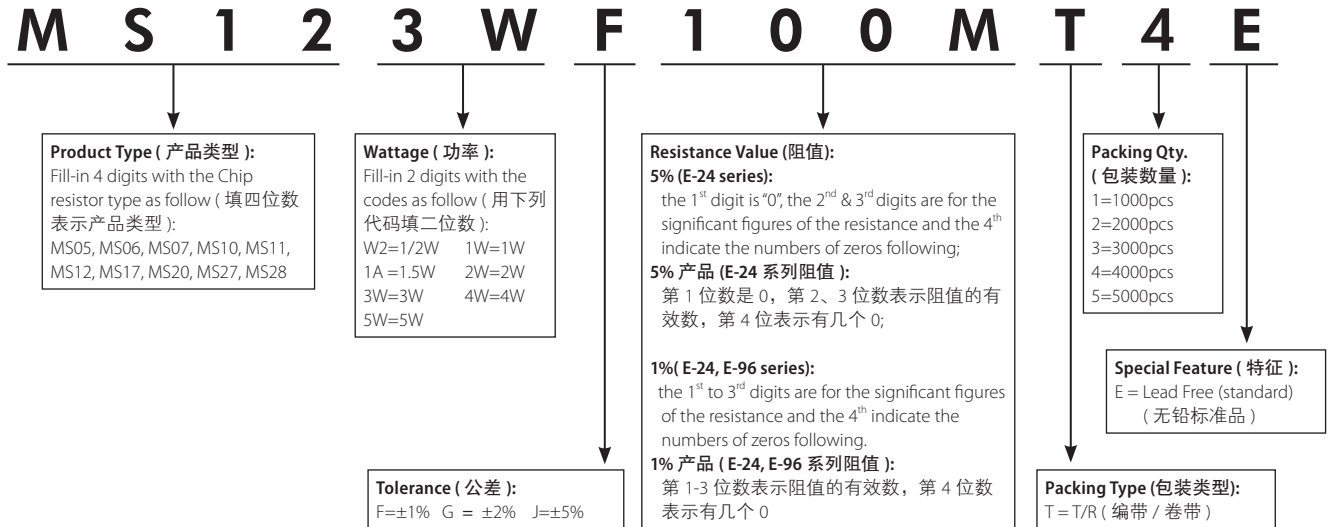 M S 1 2 3 W F 1 0 0 M T 4 E
Product Type ( 产品类型 ):
Fill-in 4 digits with the Chip
resistor type as follow ( 填四位数
表示产品类型 ):
MS05, MS06, MS07, MS10, MS11,
MS12, MS17, MS20, MS27, MS28
Wattage ( 功率 ):
Fill-in 2 digits with the
codes as follow ( 用下列
代码填二位数 ):
W2=1/2W 1W=1W
1A =1.5W 2W=2W
3W=3W 4W=4W
5W=5W
Tolerance ( 公差 ):
F=±1% G = ±2% J=±5%
Resistance Value (阻值):
5% (E-24 series):
the 1st digit is "0", the 2nd & 3rd digits are for the
significant figures of the resistance and the 4th
indicate the numbers of zeros following;
5% 产品 (E-24 系列阻值 ):
第 1 位数是 0，第 2、3 位数表示阻值的有
效数，第 4 位表示有几个 0;
1%( E-24, E-96 series):
the 1st to 3rd digits are for the significant figures
of the resistance and the 4th indicate the
numbers of zeros following.
1% 产品 ( E-24, E-96 系列阻值 ):
第 1-3 位数表示阻值的有效数，第 4 位数
表示有几个 0
Packing Qty.
( 包装数量 ):
1=1000pcs
2=2000pcs
3=3000pcs
4=4000pcs
5=5000pcs
Special Feature ( 特征 ):
E = Lead Free (standard)
( 无铅标准品 )
Packing Type (包装类型):
T = T/R ( 编带 / 卷带 )